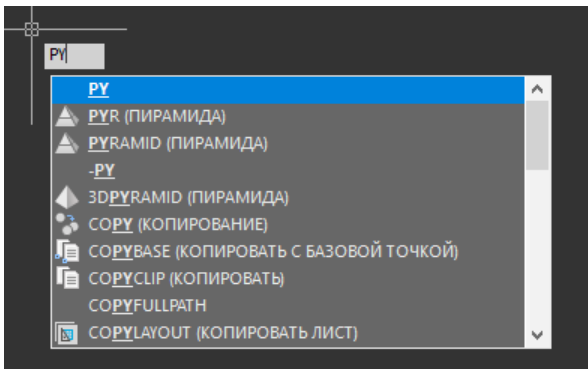 PY
PY
PYR (ПИРАМИДА)
PYRAMID (ПИРАМИДА)
-PY
3DPYRAMID (ПИРАМИДА)
COPY (КОПИРОВАНИЕ)
COPYBASE (КОПИРОВАТЬ С БАЗОВОЙ ТОЧКОЙ)
COPYCLIP (КОПИРОВАТЬ)
COPYFULLPATH
COPYLAYOUT (КОПИРОВАТЬ ЛИСТ)